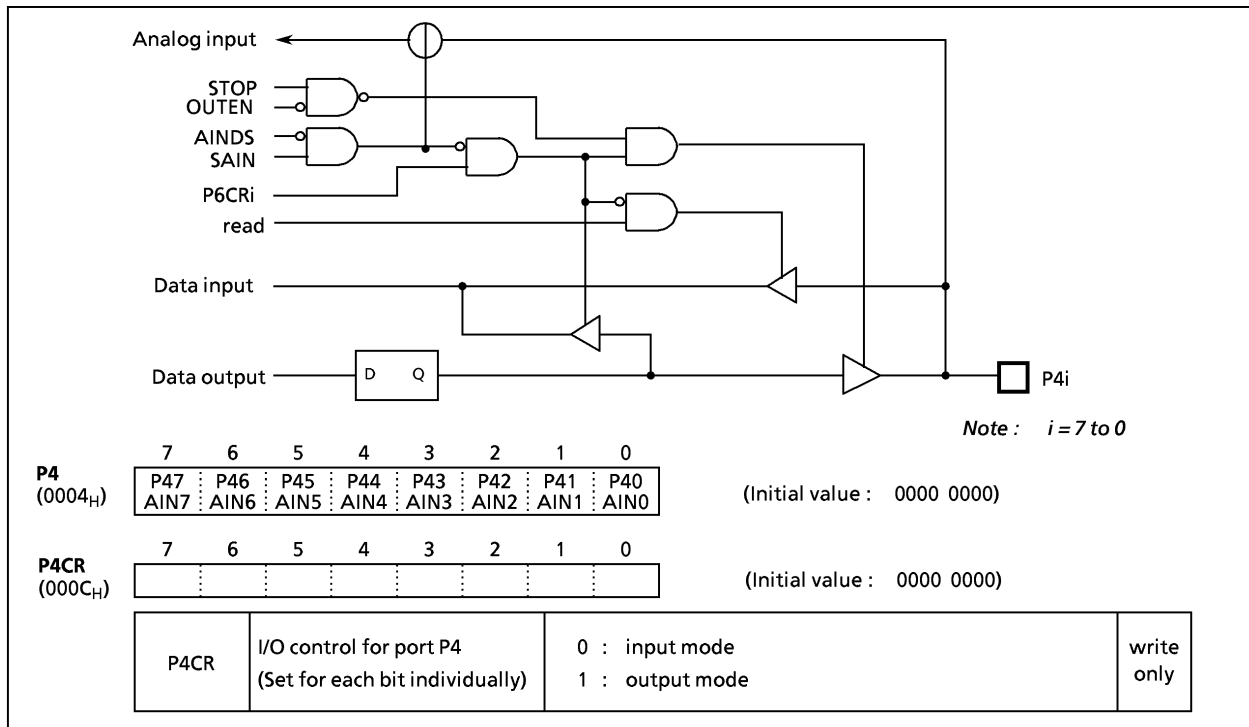 Analog input
STOP
OUTEN
AINDS
SAIN
P6CRi
read
Data input
Data output
D Q
P4i
Note : i = 7 to 0
7 6 5 4 3 2 1 0
P4
(0004H)
P47 P46 P45 P44 P43 P42 P41 P40
AIN7 AIN6 AIN5 AIN4 AIN3 AIN2 AIN1 AIN0
(Initial value : 0000 0000)
7 6 5 4 3 2 1 0
P4CR
(000CH)
(Initial value : 0000 0000)
P4CR
I/O control for port P4
(Set for each bit individually)
0 : input mode
1 : output mode
write
only